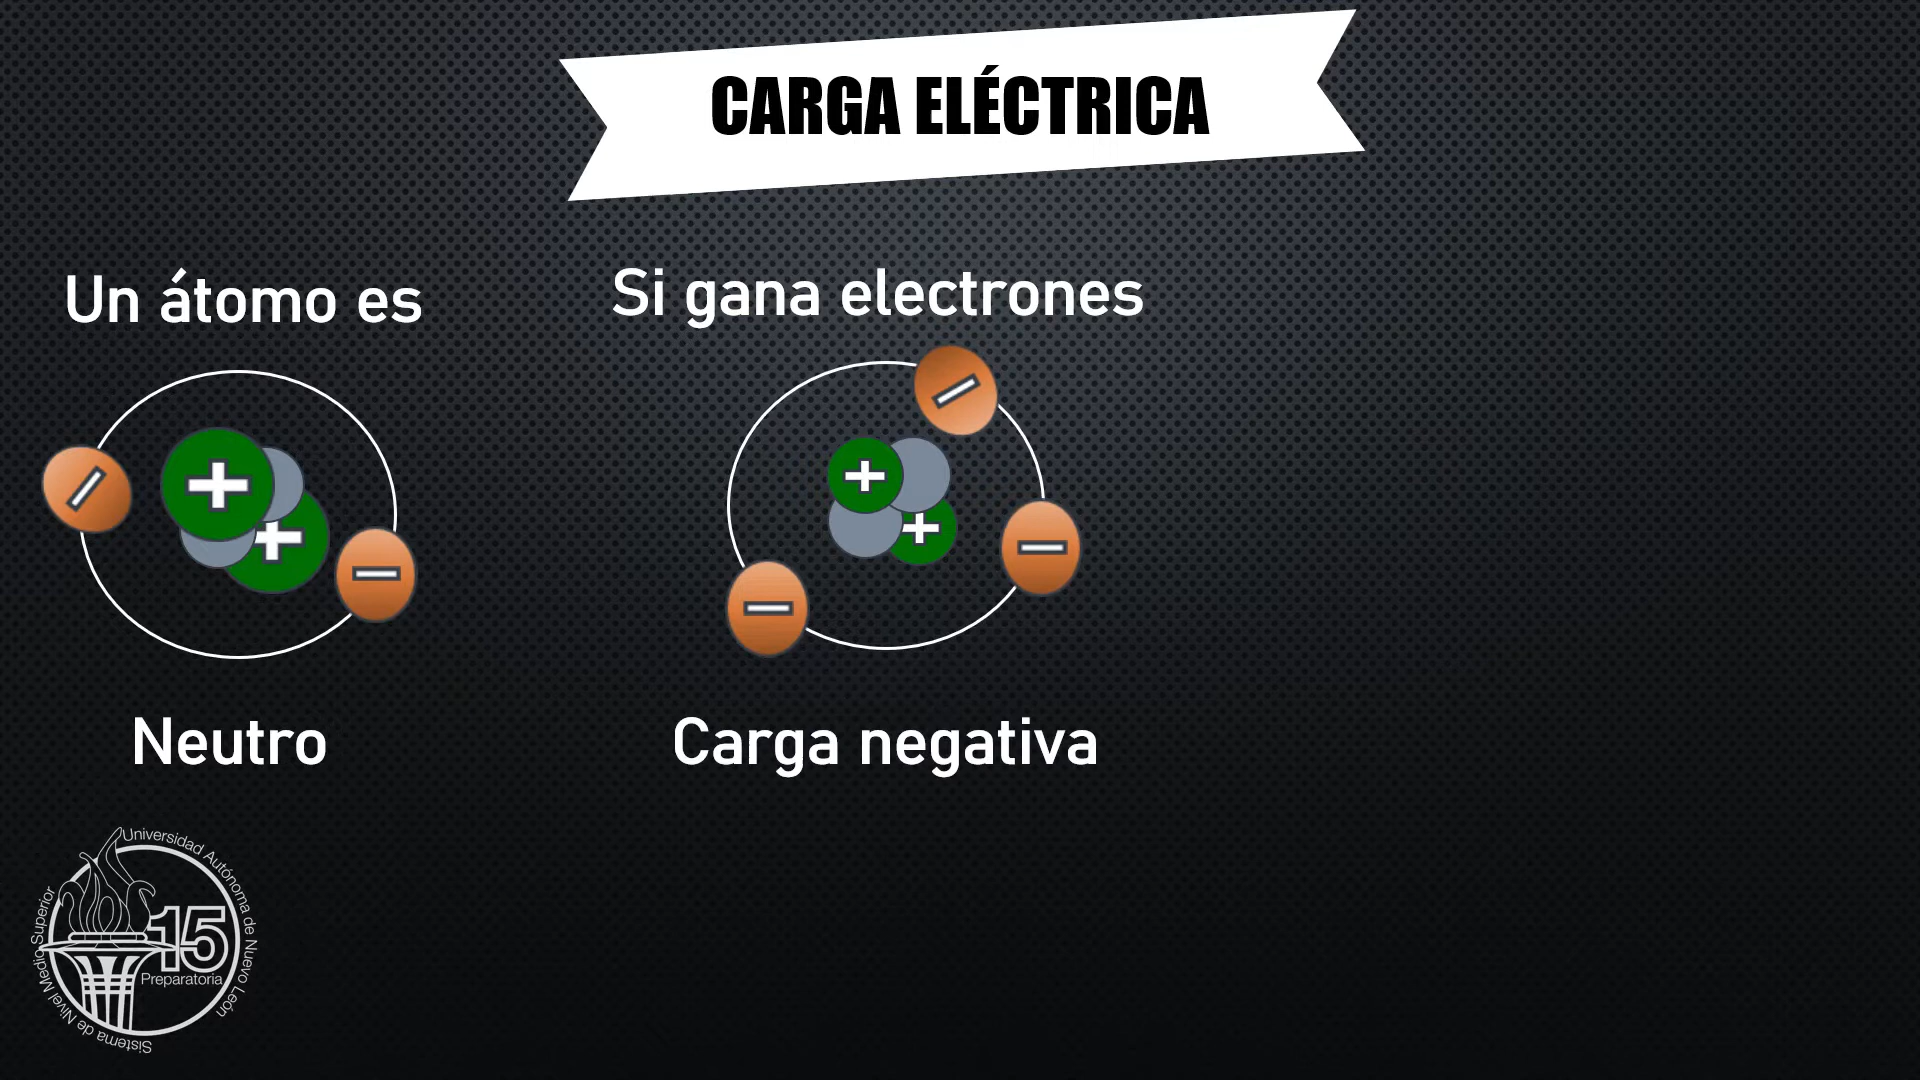 CARGA ELÉCTRICA
Un átomo es
Si gana electrones
Neutro
Carga negativa
Universidad Autónoma de Nuevo León
Sistema de Nivel Medio Superior
15
Preparatoria